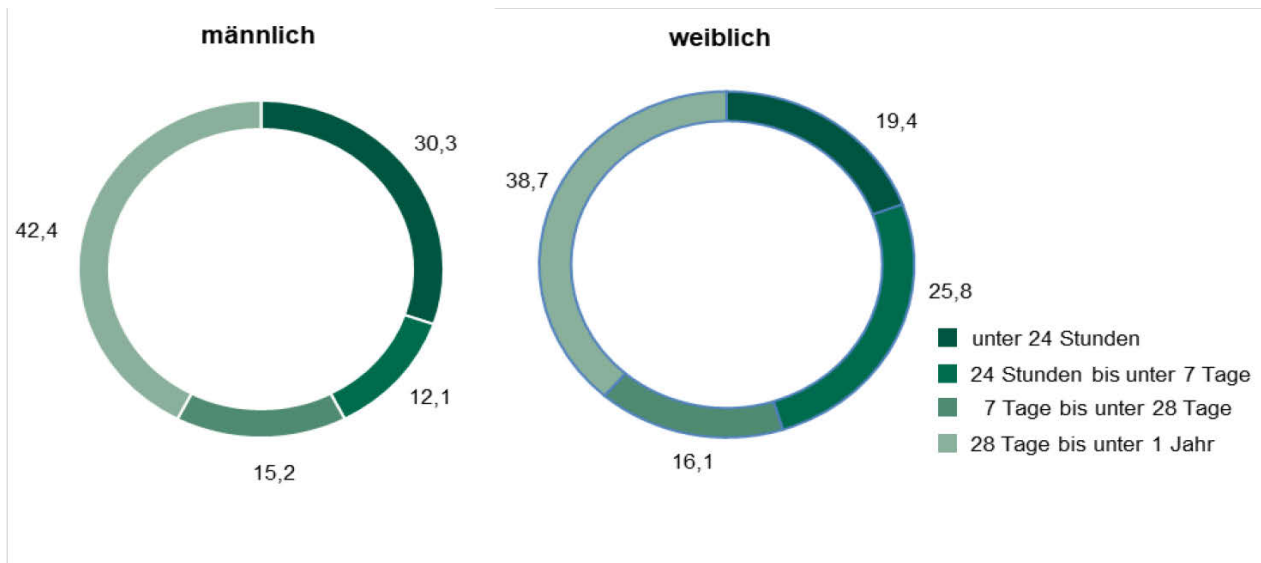 männlich
weiblich
30,3
12,1
15,2
42,4
19,4
25,8
16,1
38,7
unter 24 Stunden
24 Stunden bis unter 7 Tage
7 Tage bis unter 28 Tage
28 Tage bis unter 1 Jahr